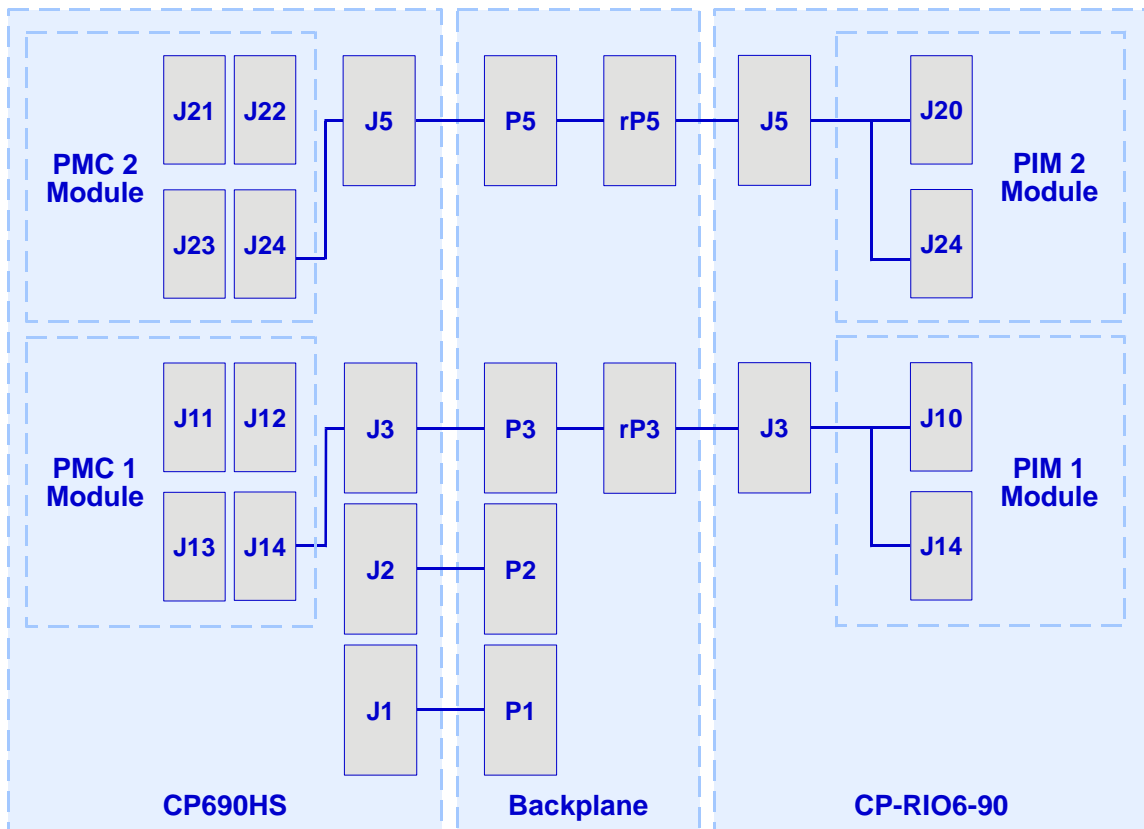 J21 J22 J5 P5 rP5 J5 J20
PMC 2
Module
PIM 2
Module
J23 J24 J24
J11 J12 J3 P3 rP3 J3 J10
PMC 1
Module
PIM 1
Module
J13 J14 J14
J2 P2
J1 P1
CP690HS Backplane CP-RIO6-90